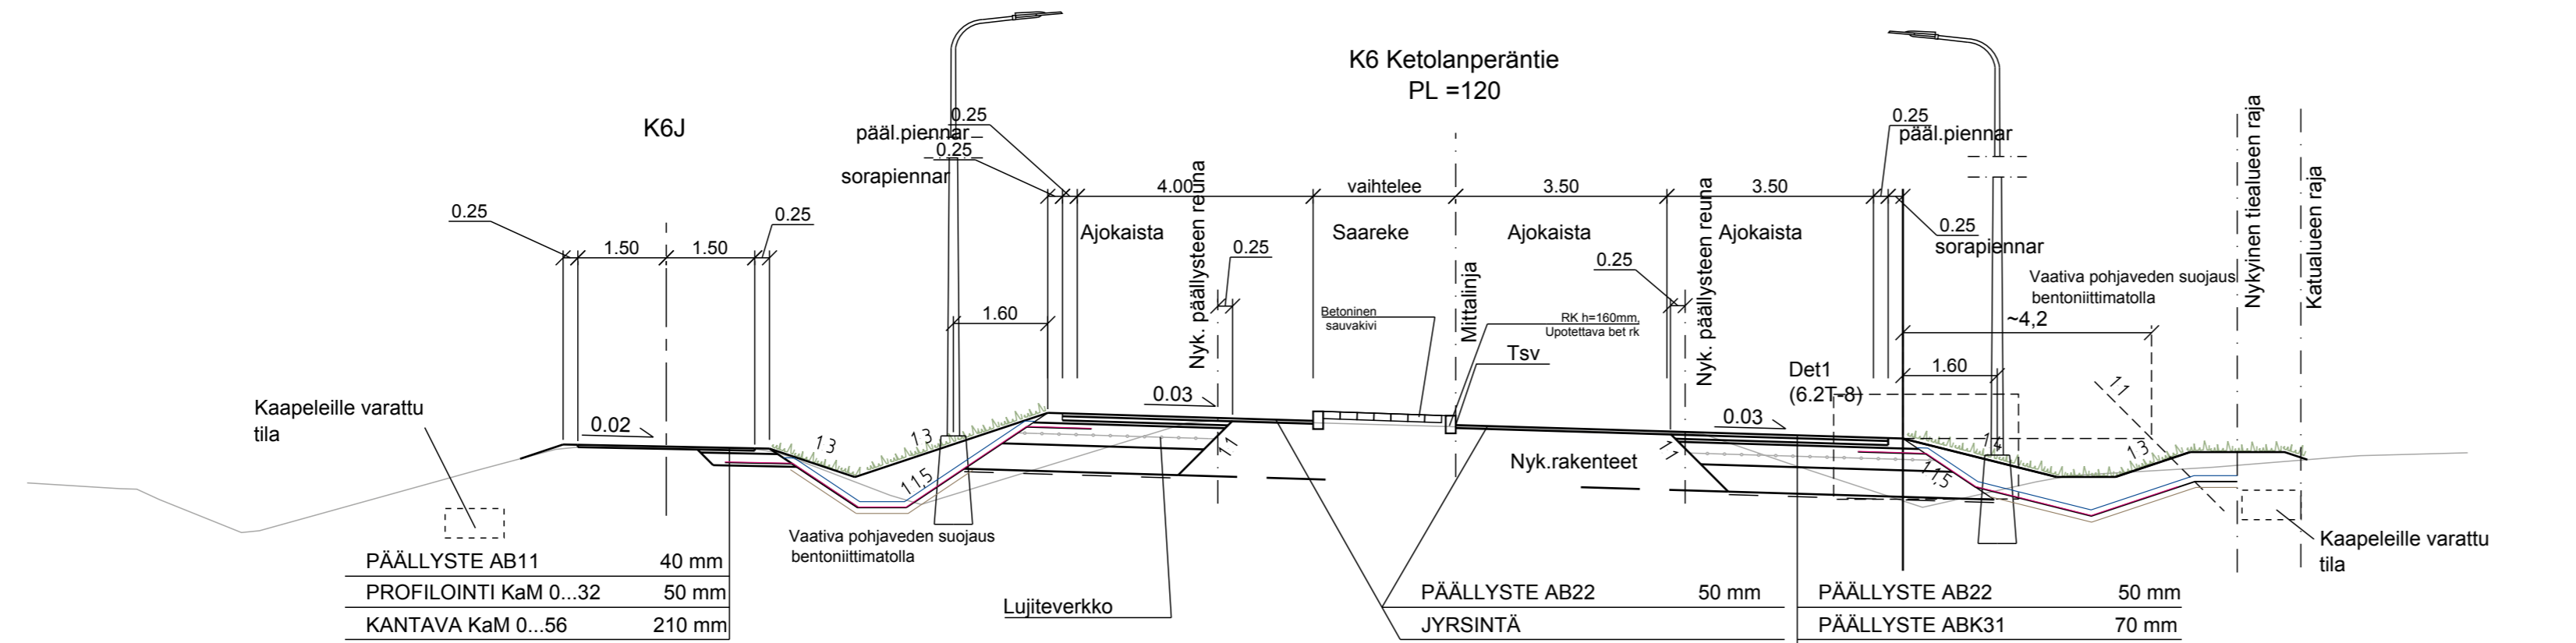 K6 Ketolanperäntie
PL =120
K6J
0.25
pääl.piennar
0.25
sorapiennar
0.25
pääl.piennar
0.25
sorapiennar
4.00
vaihtelee
3.50
3.50
0.25
0.25
1.50
1.50
Ajokaista
Saareke
Ajokaista
Ajokaista
Nyk. päällysteen reuna
0.25
Mittalinja
0.25
Nyk. päällysteen reuna
Nykyinen tiealueen raja
Katualueen raja
Vaativa pohjaveden suojaus
bentoniittimatolla
~4,2
1.60
1.60
Betoninen
sauvakivi
RK h=160mm,
Upotettava bet rk
Tsv
Det1
(6.2T-8)
Kaapeleille varattu
tila
0.02
0.03
0.03
1:3
1:3
1:1,5
1:1
1:1
1:1,5
1:4
1:3
1:1
Nyk.rakenteet
Vaativa pohjaveden suojaus
bentoniittimatolla
Lujiteverkko
Kaapeleille varattu
tila
PÄÄLLYSTE AB11 40 mm
PROFILOINTI KaM 0...32 50 mm
KANTAVA KaM 0...56 210 mm
PÄÄLLYSTE AB22 50 mm
JYRSINTÄ
PÄÄLLYSTE AB22 50 mm
PÄÄLLYSTE ABK31 70 mm